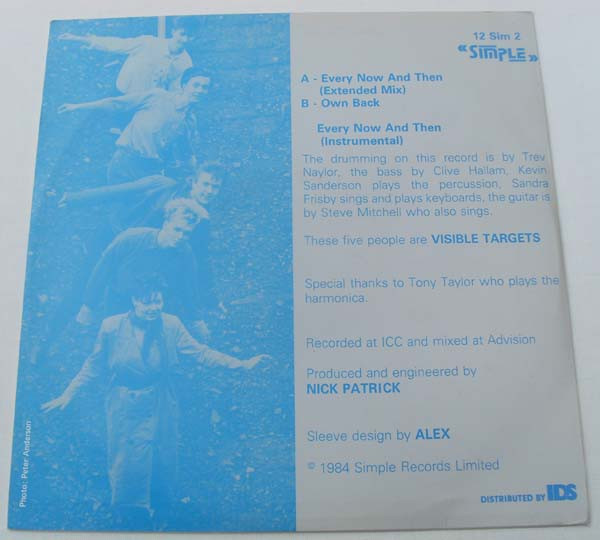 12 Sim 2
«SIMPLE»
A - Every Now And Then
(Extended Mix)
B - Own Back
Every Now And Then
(Instrumental)
The drumming on this record is by Trev
Naylor, the bass by Clive Hallam, Kevin
Sanderson plays the percussion, Sandra
Frisby sings and plays keyboards, the guitar is
by Steve Mitchell who also sings.
These five people are VISIBLE TARGETS
Special thanks to Tony Taylor who plays the
harmonica.
Recorded at ICC and mixed at Advision
Produced and engineered by
NICK PATRICK
Sleeve design by ALEX
℗ 1984 Simple Records Limited
DISTRIBUTED BY IDS
Photo: Peter Anderson